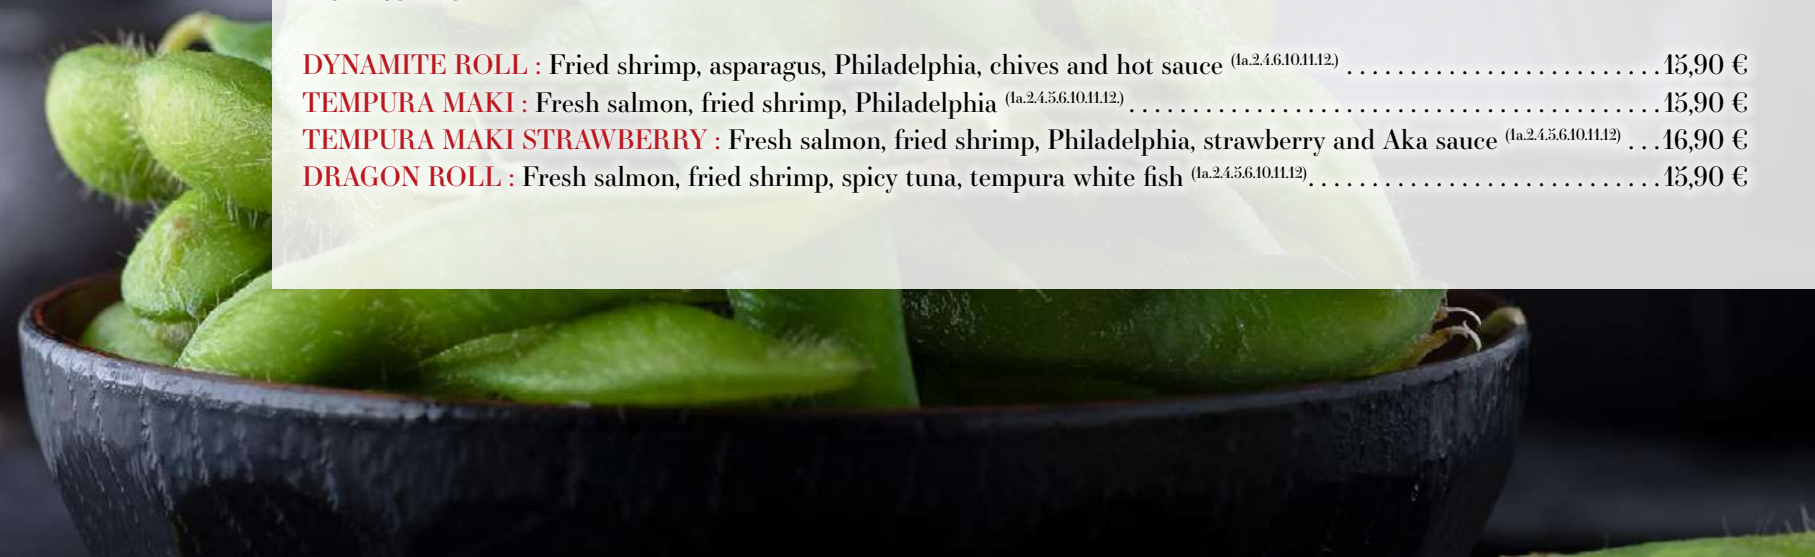 DYNAMITE ROLL : Fried shrimp, asparagus, Philadelphia, chives and hot sauce (1a.2.4.6.10.11.12.) ........................ 15,90 €
TEMPURA MAKI : Fresh salmon, fried shrimp, Philadelphia (1a.2.4.5.6.10.11.12.) ........................................ 15,90 €
TEMPURA MAKI STRAWBERRY : Fresh salmon, fried shrimp, Philadelphia, strawberry and Aka sauce (1a.2.4.5.6.10.11.12) ...16,90 €
DRAGON ROLL : Fresh salmon, fried shrimp, spicy tuna, tempura white fish (1a.2.4.5.6.10.11.12)........................... 15,90 €